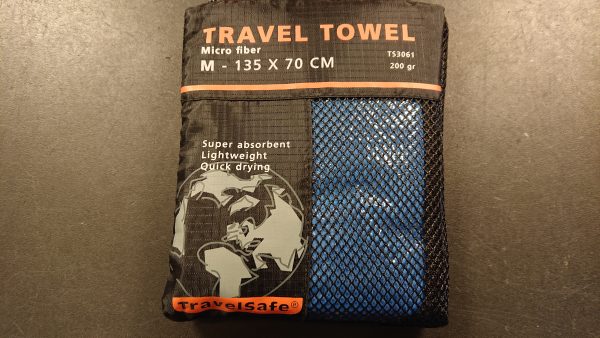 TRAVEL TOWEL
Micro fiber
M - 135 X 70 CM
TS3061
200 gr
Super absorbent
Lightweight
Quick drying
TravelSafe®